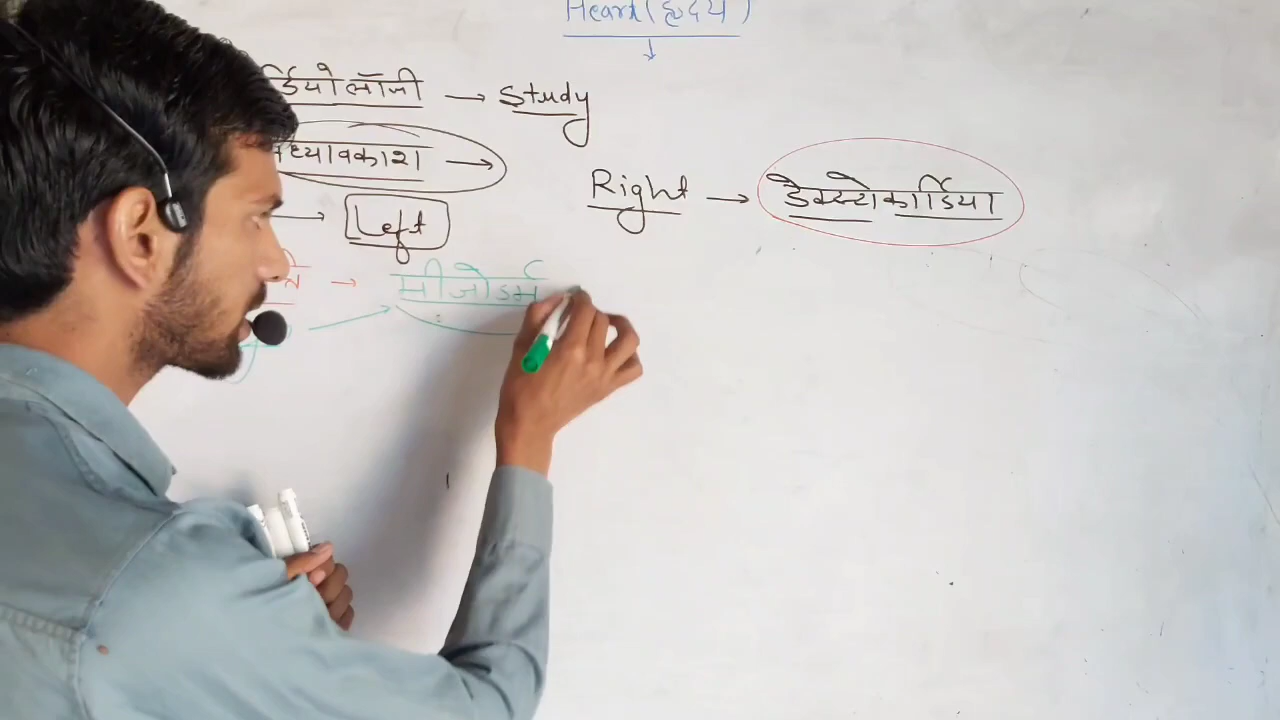 Heart (हृदय)
र्डियोलॉजी → Study
मध्यावकाश →
Right → डेक्स्ट्रोकार्डिया
→ Left
→ मीजोडर्म